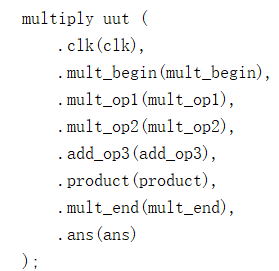 multiply uut (
    .clk(clk),
    .mult_begin(mult_begin),
    .mult_op1(mult_op1),
    .mult_op2(mult_op2),
    .add_op3(add_op3),
    .product(product),
    .mult_end(mult_end),
    .ans(ans)
);